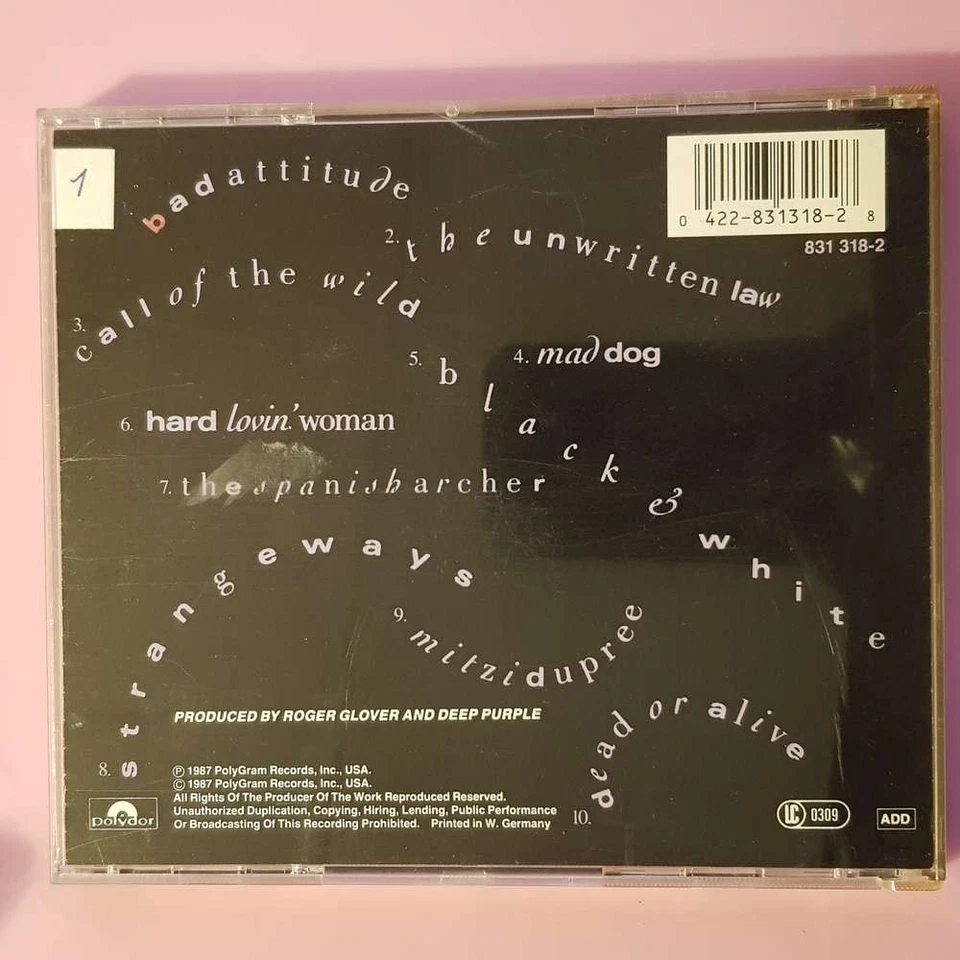 1
bad attitude
0 422-831318-2 8
831 318-2
2. the unwritten law
3. call of the wild
4. mad dog
5. black & white
6. hard lovin' woman
7. the spanish archer
8. strangeways
9. mitzi dupree
10. dead or alive
PRODUCED BY ROGER GLOVER AND DEEP PURPLE
Ⓟ 1987 PolyGram Records, Inc., USA.
© 1987 PolyGram Records, Inc., USA.
All Rights Of The Producer Of The Work Reproduced Reserved.
Unauthorized Duplication, Copying, Hiring, Lending, Public Performance
Or Broadcasting Of This Recording Prohibited. Printed in W. Germany
polydor
LC 0309
ADD